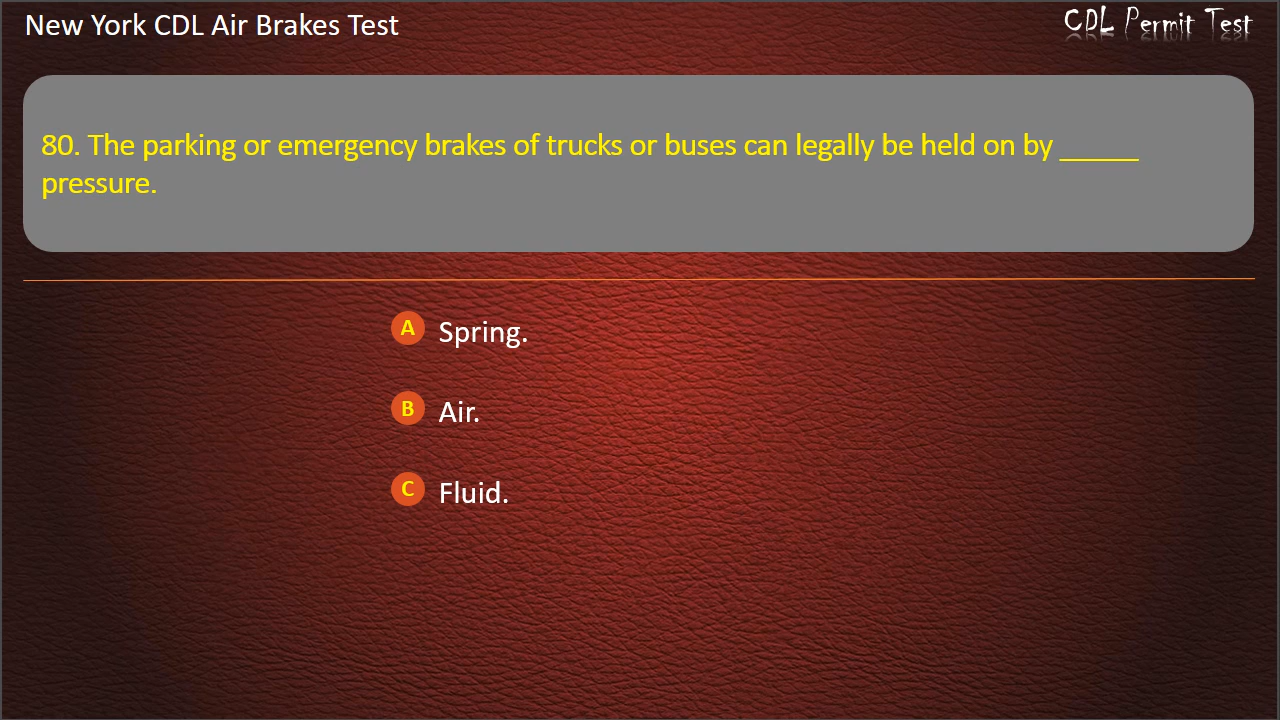 New York CDL Air Brakes Test
CDL Permit Test
80. The parking or emergency brakes of trucks or buses can legally be held on by _____
pressure.
A Spring.
B Air.
C Fluid.